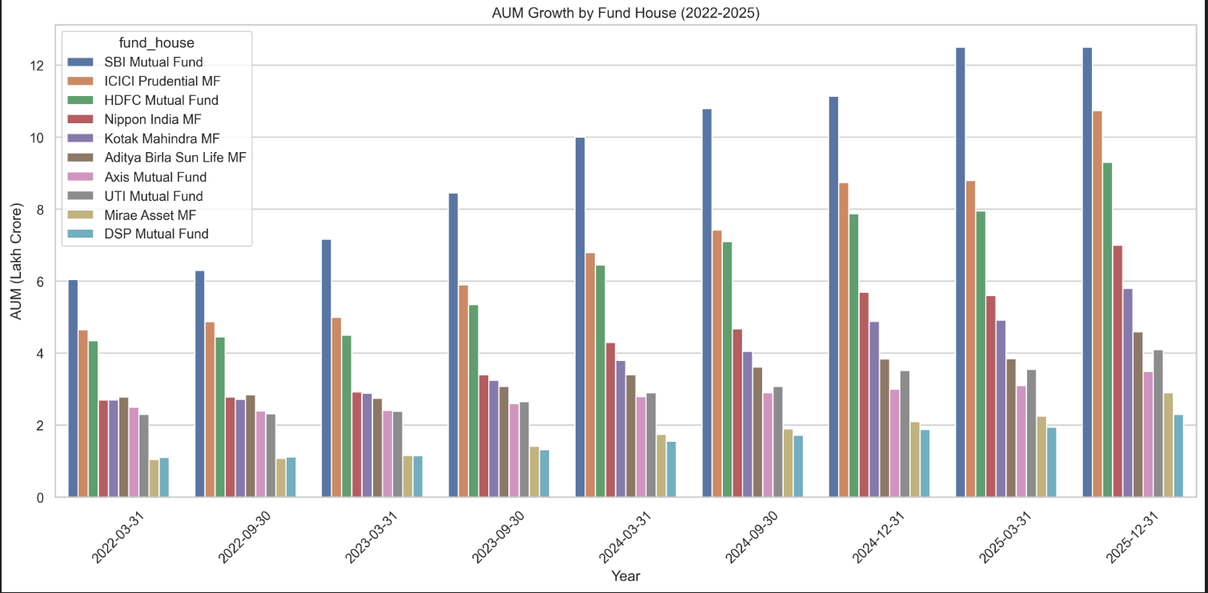 AUM Growth by Fund House (2022-2025)
fund_house
SBI Mutual Fund
ICICI Prudential MF
HDFC Mutual Fund
Nippon India MF
Kotak Mahindra MF
Aditya Birla Sun Life MF
Axis Mutual Fund
UTI Mutual Fund
Mirae Asset MF
DSP Mutual Fund
AUM (Lakh Crore)
12
10
8
6
4
2
0
2022-03-31
2022-09-30
2023-03-31
2023-09-30
2024-03-31
2024-09-30
2024-12-31
2025-03-31
2025-12-31
Year